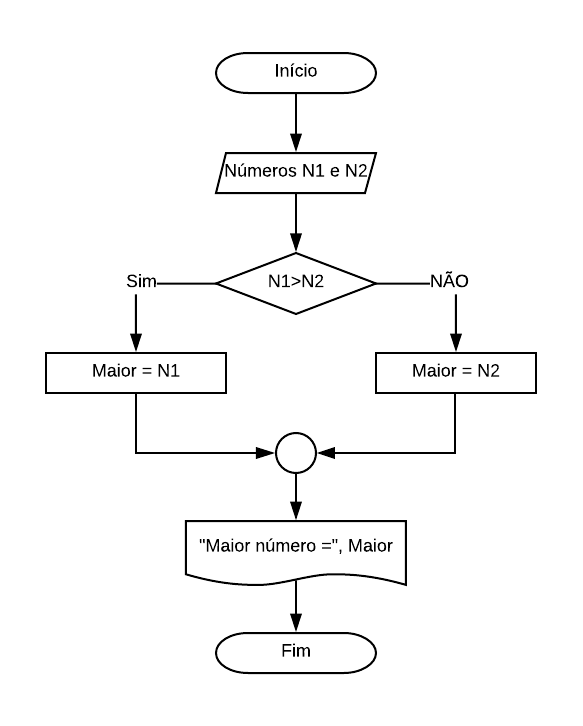 Início
Números N1 e N2
N1>N2
Sim
NÃO
Maior = N1
Maior = N2
"Maior número =", Maior
Fim